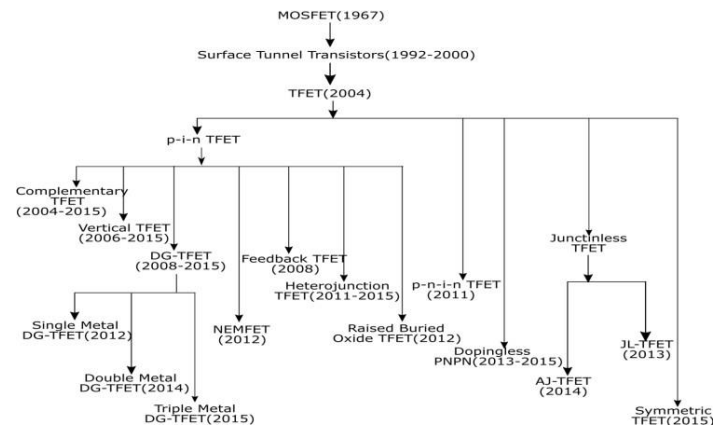 MOSFET(1967)
Surface Tunnel Transistors(1992-2000)
TFET(2004)
p-i-n TFET
Complementary
TFET
(2004-2015)
Vertical TFET
(2006-2015)
DG-TFET
(2008-2015)
Feedback TFET
(2008)
Heterojunction
TFET(2011-2015)
p-n-i-n TFET
(2011)
Junctinless
TFET
Single Metal
DG-TFET(2012)
NEMFET
(2012)
Raised Buried
Oxide TFET(2012)
Dopingless
PNPN(2013-2015)
JL-TFET
(2013)
Double Metal
DG-TFET(2014)
AJ-TFET
(2014)
Triple Metal
DG-TFET(2015)
Symmetric
TFET(2015)